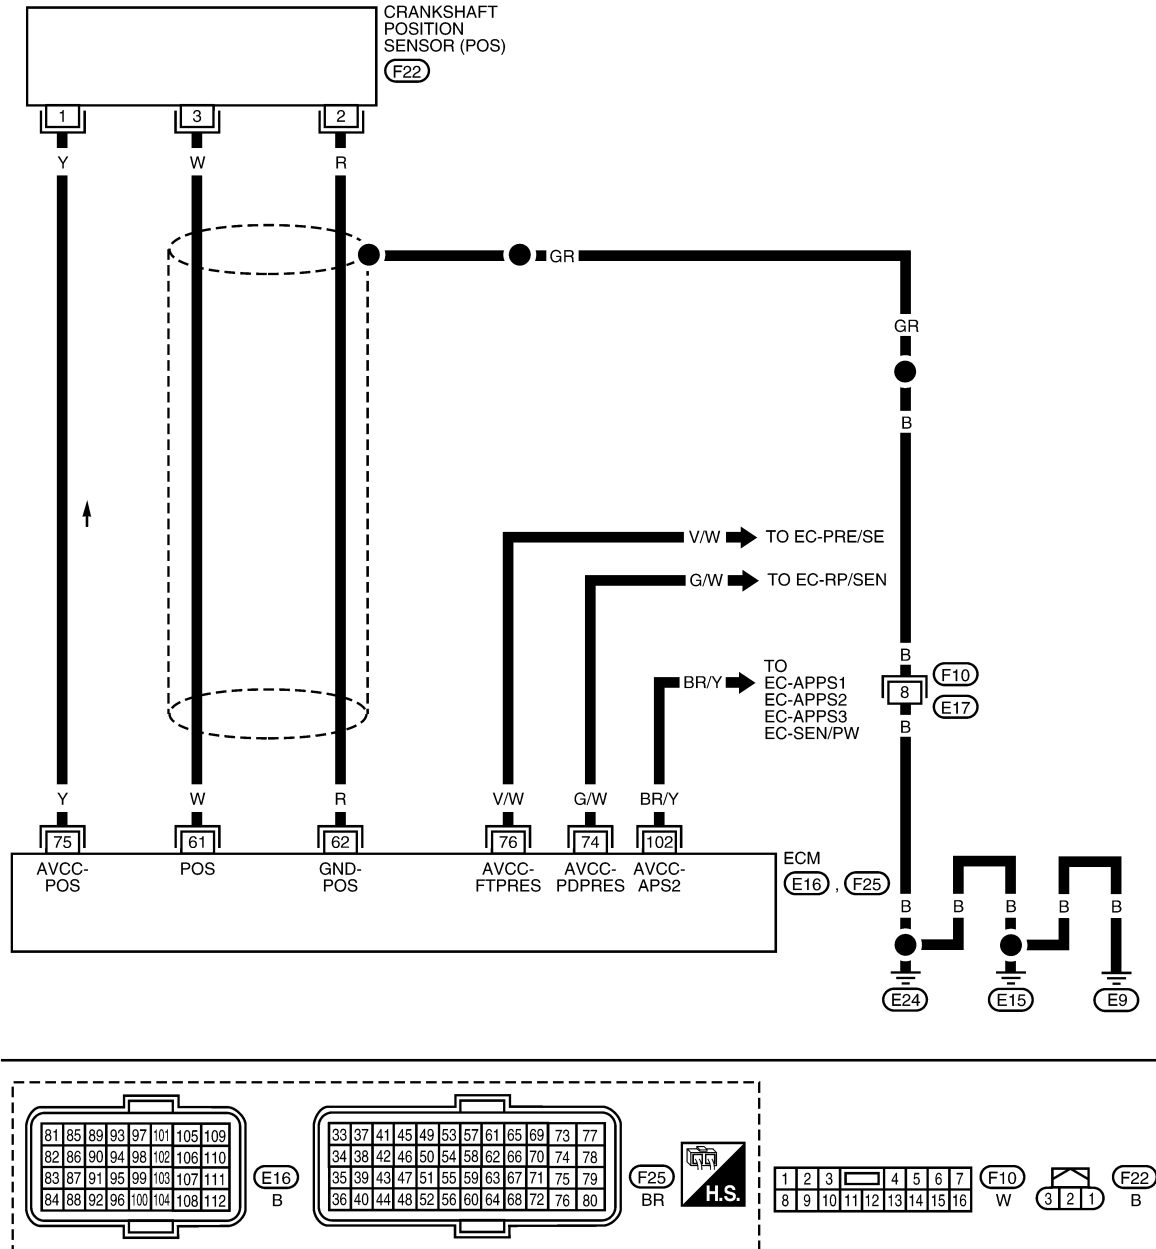 CRANKSHAFT
POSITION
SENSOR (POS)
F22
1 3 2
Y W R
GR
GR
B
V/W TO EC-PRE/SE
G/W TO EC-RP/SEN
B
TO
BR/Y EC-APPS1
EC-APPS2
EC-APPS3
EC-SEN/PW
8 F10
E17
B
Y W R V/W G/W BR/Y
75 61 62 76 74 102
AVCC-
POS
POS
GND-
POS
AVCC-
FTPRES
AVCC-
PDPRES
AVCC-
APS2
ECM
E16 , F25
B B B B B
E24 E15 E9
81 85 89 93 97 101 105 109
82 86 90 94 98 102 106 110
83 87 91 95 99 103 107 111
84 88 92 96 100 104 108 112
E16
B
33 37 41 45 49 53 57 61 65 69 73 77
34 38 42 46 50 54 58 62 66 70 74 78
35 39 43 47 51 55 59 63 67 71 75 79
36 40 44 48 52 56 60 64 68 72 76 80
F25
BR
H.S.
1 2 3 4 5 6 7
8 9 10 11 12 13 14 15 16
F10
W
3 2 1
F22
B